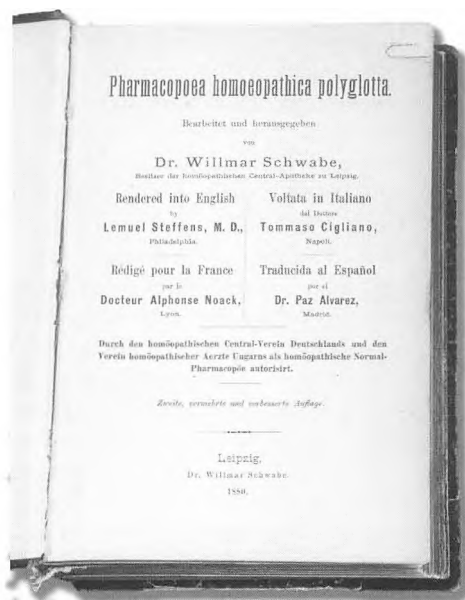 Pharmacopoea homoeopathica polyglotta.
Bearbeitet und herausgegeben
von
Dr. Willmar Schwabe,
Besitzer der homöopathischen Central-Apotheke zu Leipzig.
Rendered into English
by
Lemuel Steffens, M. D.,
Philadelphia.
Voltata in Italiano
dal Dottore
Tommaso Cigliano,
Napoli.
Rédigé pour la France
par le
Docteur Alphonse Noack,
Lyon.
Traducida al Español
por el
Dr. Paz Alvarez,
Madrid.
Durch den homöopathischen Central-Verein Deutschlands und den
Verein homöopathischer Aerzte Ungarns als homöopathische Normal-
Pharmacopöe autorisirt.
Zweite, vermehrte und verbesserte Auflage.
Leipzig.
Dr. Willmar Schwabe.
1880.